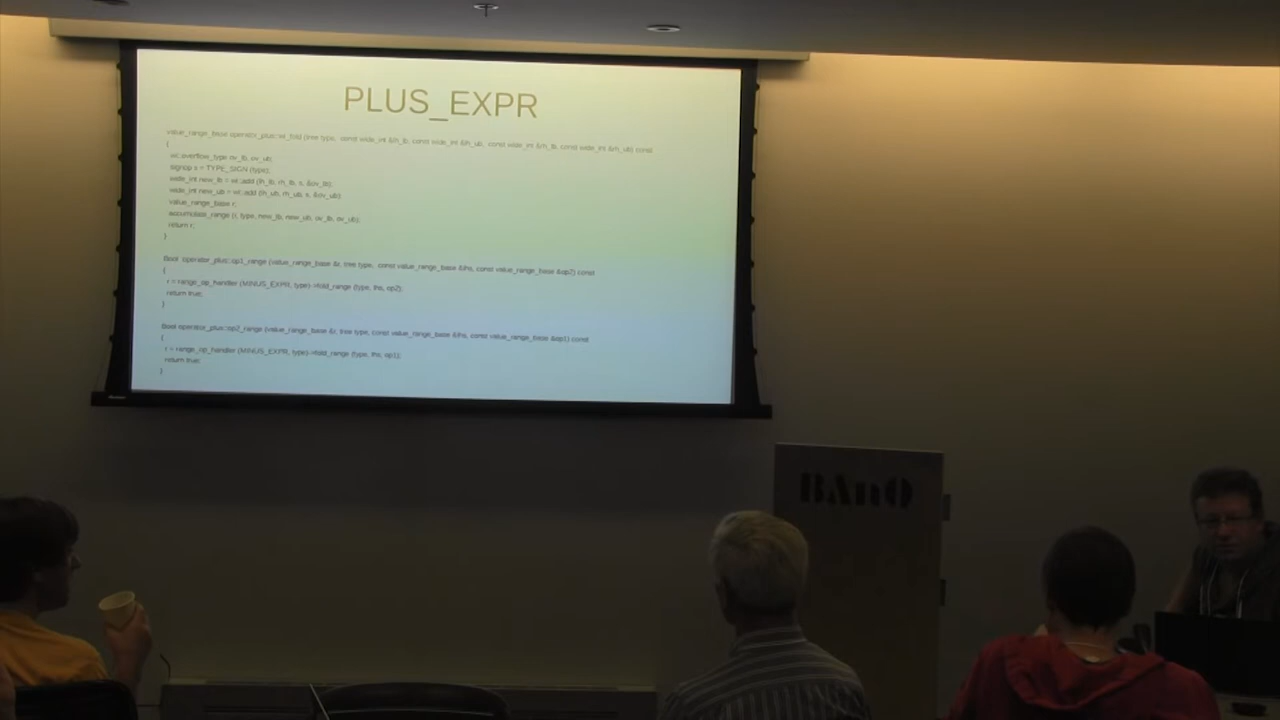 PLUS_EXPR
value_range_base operator_plus::wi_fold (tree type, const wide_int &lh_lb, const wide_int &lh_ub, const wide_int &rh_lb, const wide_int &rh_ub) const
{
wi::overflow_type ov_lb, ov_ub;
signop s = TYPE_SIGN (type);
wide_int new_lb = wi::add (lh_lb, rh_lb, s, &ov_lb);
wide_int new_ub = wi::add (lh_ub, rh_ub, s, &ov_ub);
value_range_base r;
accumulate_range (r, type, new_lb, new_ub, ov_lb, ov_ub);
return r;
}
Bool operator_plus::op1_range (value_range_base &r, tree type, const value_range_base &lhs, const value_range_base &op2) const
{
r = range_op_handler (MINUS_EXPR, type)->fold_range (type, lhs, op2);
return true;
}
Bool operator_plus::op2_range (value_range_base &r, tree type, const value_range_base &lhs, const value_range_base &op1) const
{
r = range_op_handler (MINUS_EXPR, type)->fold_range (type, lhs, op1);
return true;
}
BAnQ